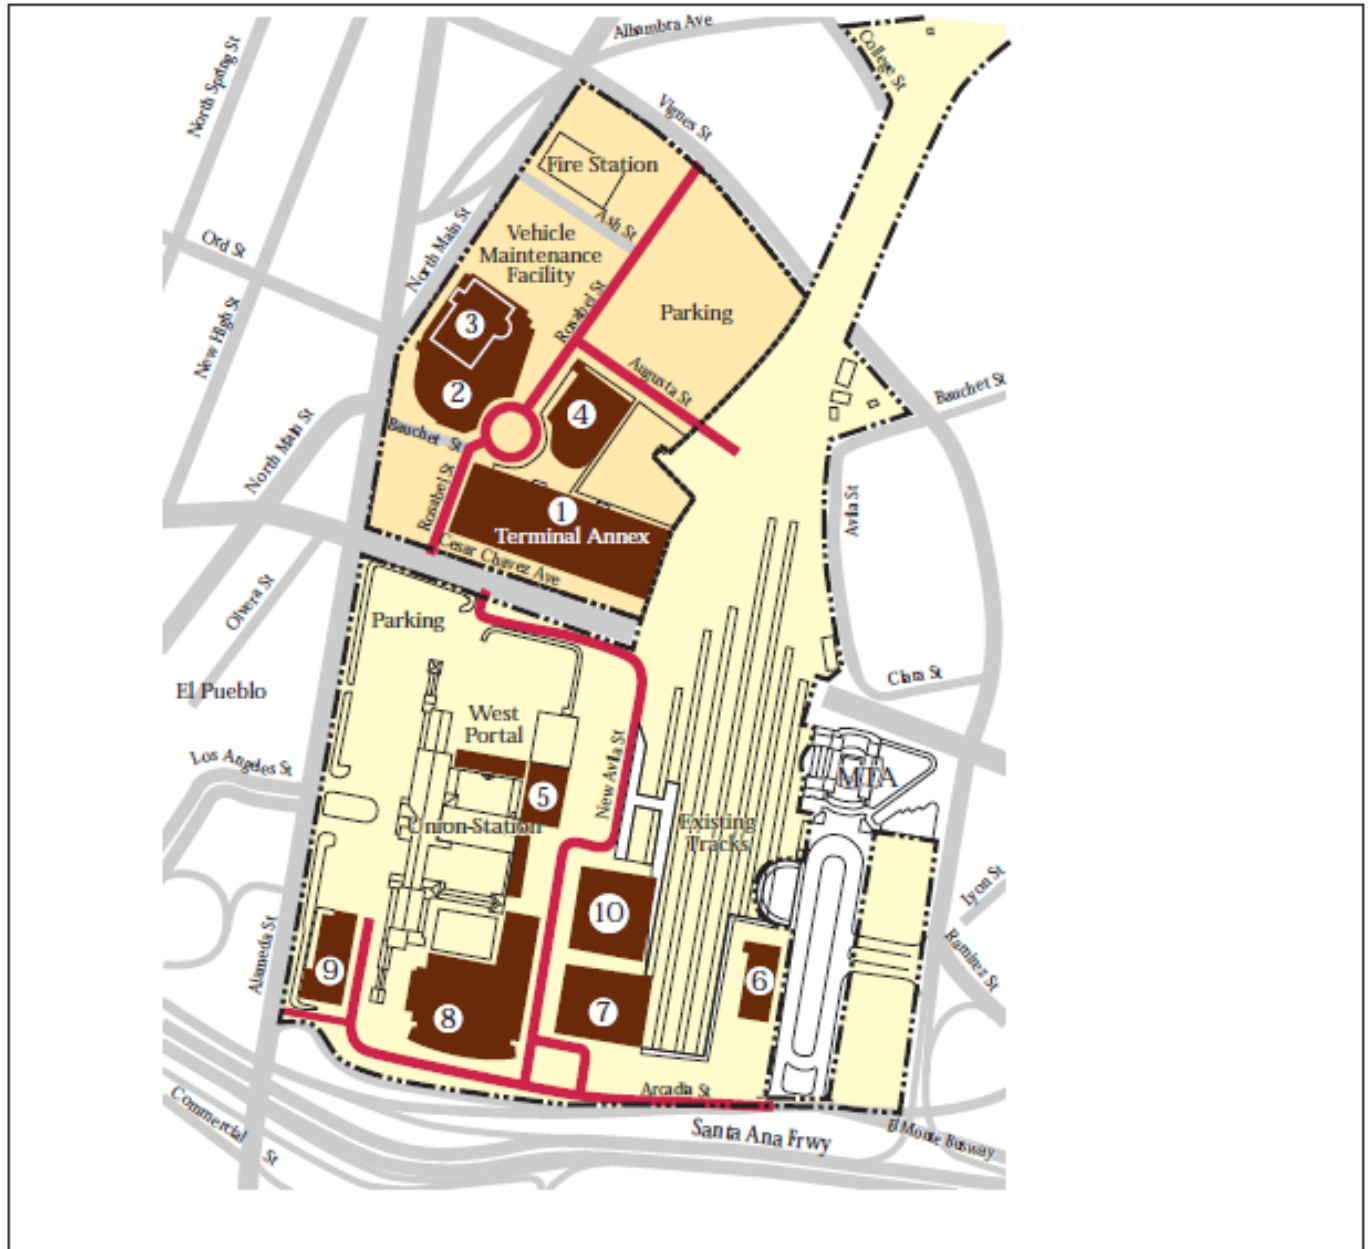 Alhambra Ave
College St
North Spring St
Vignes St
Fire Station
Ash St
Ord St
North Main St
Vehicle
Maintenance
Facility
Rosabel St
Parking
New High St
3
2
4
Augusta St
Bauchet St
Bauchet St
North Main St
Rosabel St
1
Terminal Annex
Avila St
Cesar Chavez Ave
Olvera St
Parking
El Pueblo
Clara St
West
Portal
Los Angeles St
New Avila St
MTA
5
Union Station
Existing
Tracks
Lyon St
10
Alameda St
9
Ramirez St
6
8
7
Arcadia St
Commercial St
Santa Ana Frwy
El Monte Busway